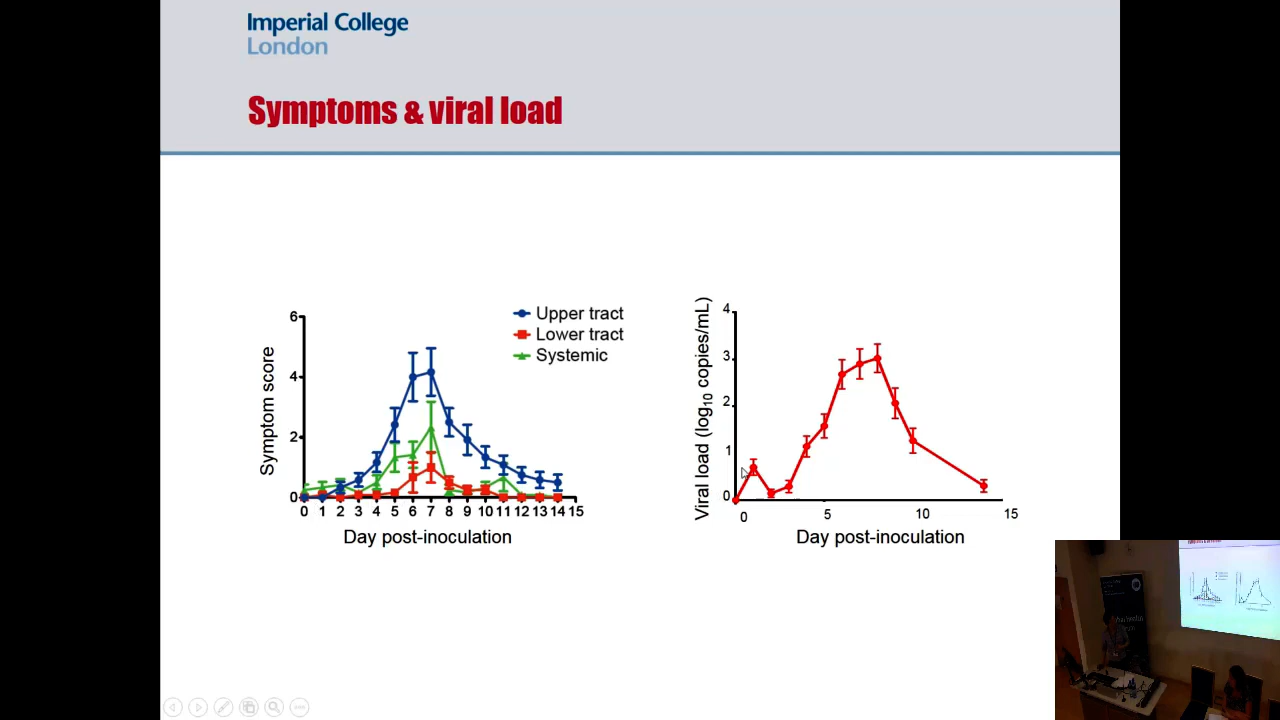 Imperial College
London
Symptoms & viral load
Upper tract
Lower tract
Systemic
6
4
2
0
Symptom score
0 1 2 3 4 5 6 7 8 9 10 11 12 13 14 15
Day post-inoculation
4
3
2
1
0
Viral load (log10 copies/mL)
0 5 10 15
Day post-inoculation